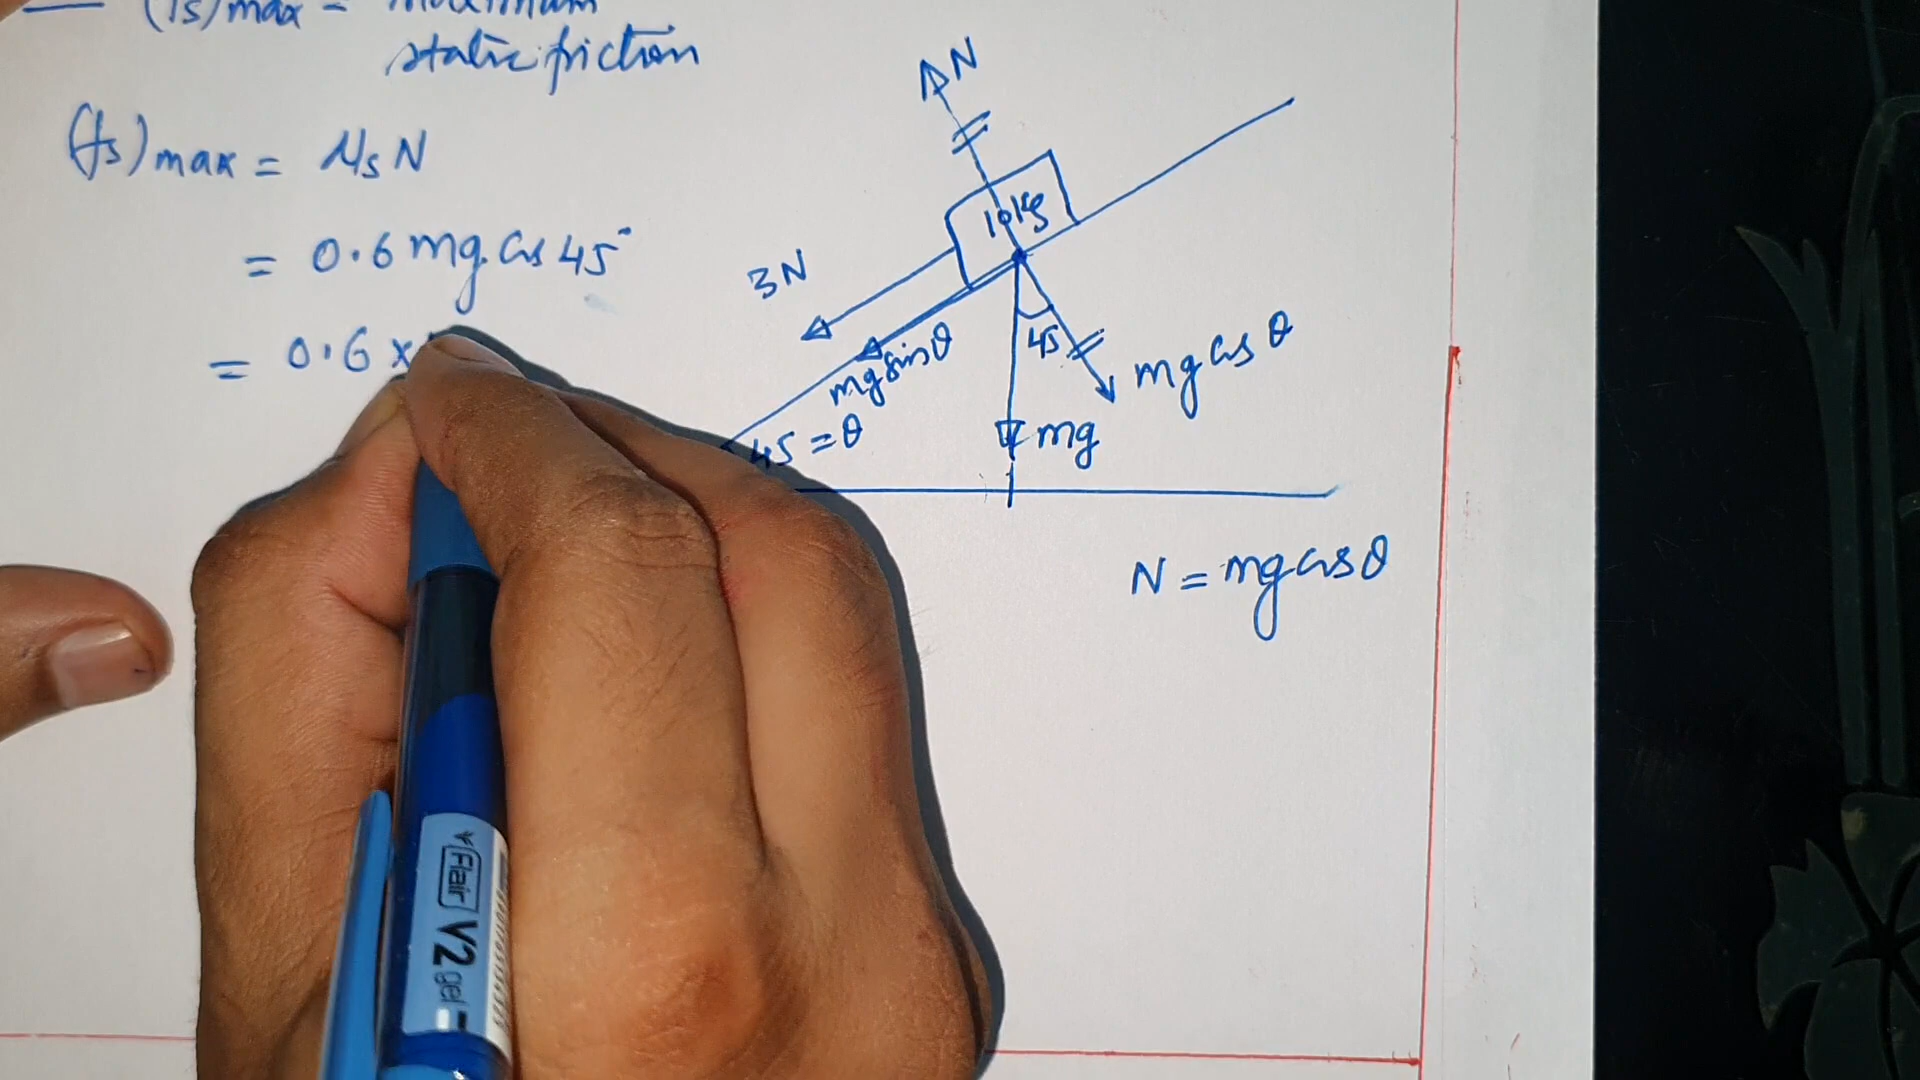 (fs)max = maximum
static friction
(fs)max = μs N
= 0.6 mg cos 45°
= 0.6 ×
N
10kg
3N
45
mg sin θ
mg cos θ
45 = θ
mg
N = mg cos θ
Flair V2 gel